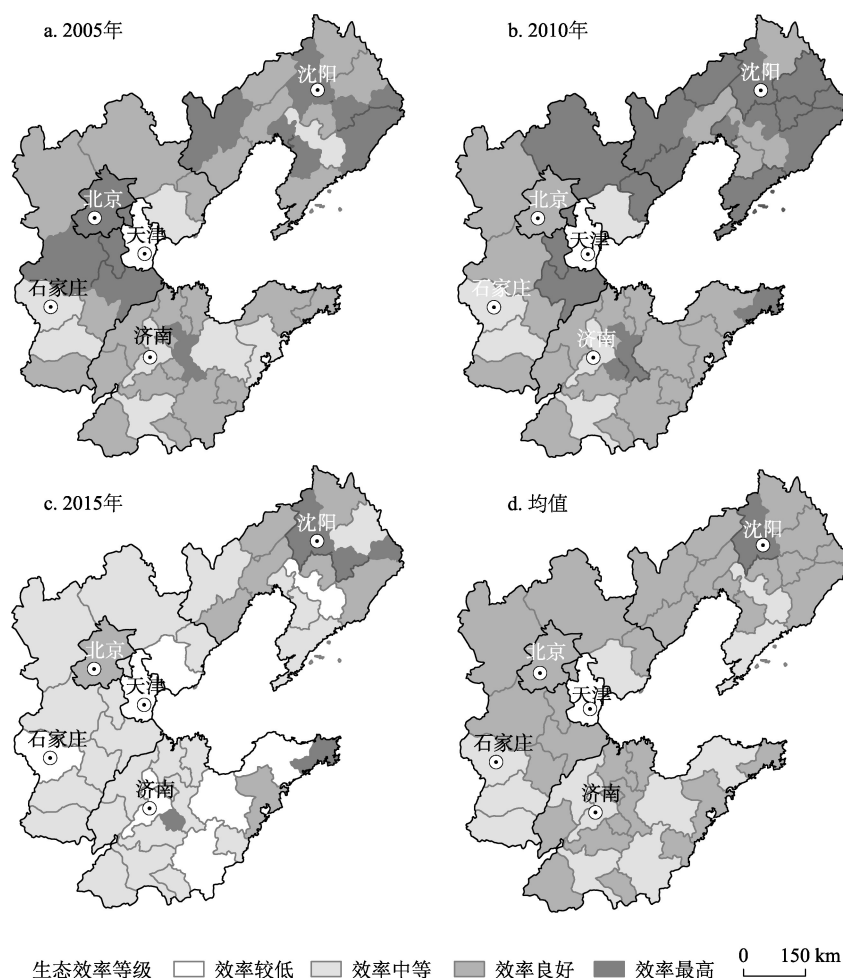 a. 2005年
沈阳
北京
天津
石家庄
济南
b. 2010年
沈阳
北京
天津
石家庄
济南
c. 2015年
沈阳
北京
天津
石家庄
济南
d. 均值
沈阳
北京
天津
石家庄
济南
生态效率等级 效率较低 效率中等 效率良好 效率最高 0 150 km